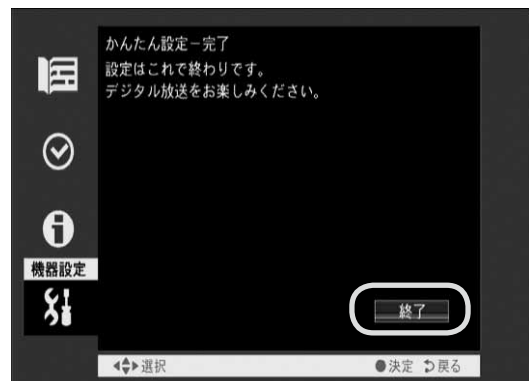 かんたん設定－完了
設定はこれで終わりです。
デジタル放送をお楽しみください。
機器設定
終了
選択
決定 戻る